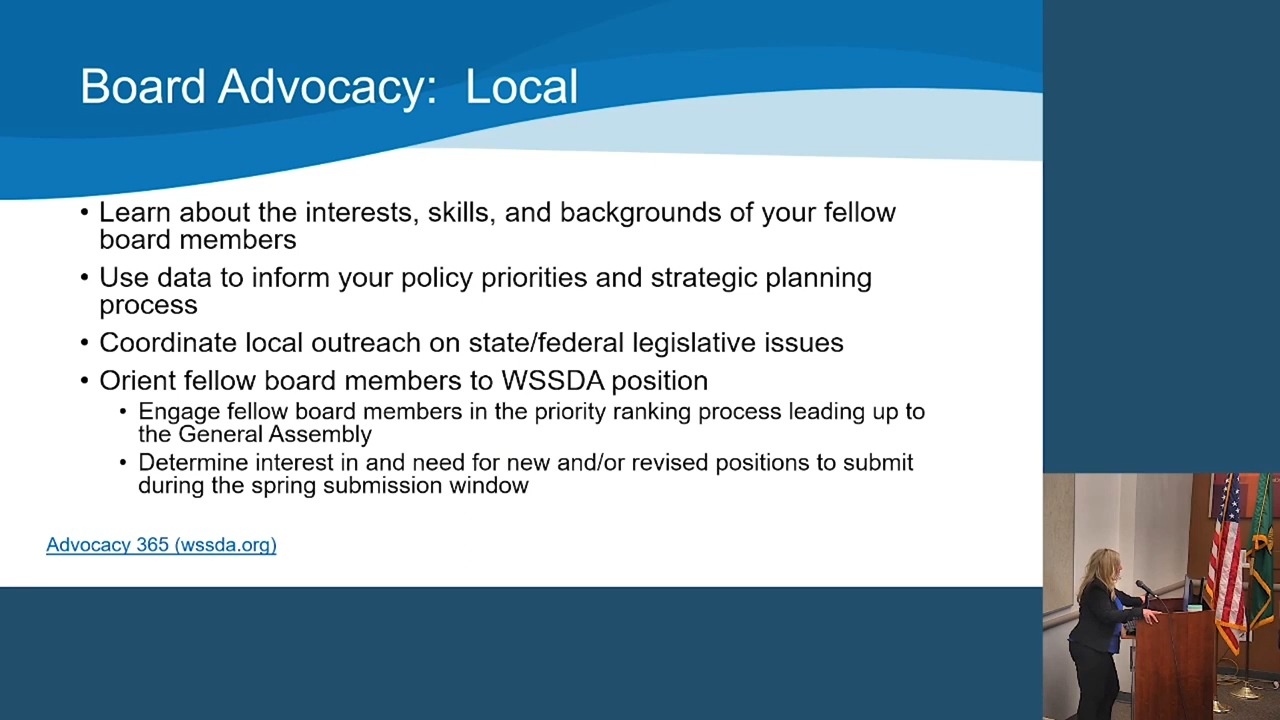 Board Advocacy: Local
• Learn about the interests, skills, and backgrounds of your fellow
board members
• Use data to inform your policy priorities and strategic planning
process
• Coordinate local outreach on state/federal legislative issues
• Orient fellow board members to WSSDA position
• Engage fellow board members in the priority ranking process leading up to
the General Assembly
• Determine interest in and need for new and/or revised positions to submit
during the spring submission window
Advocacy 365 (wssda.org)